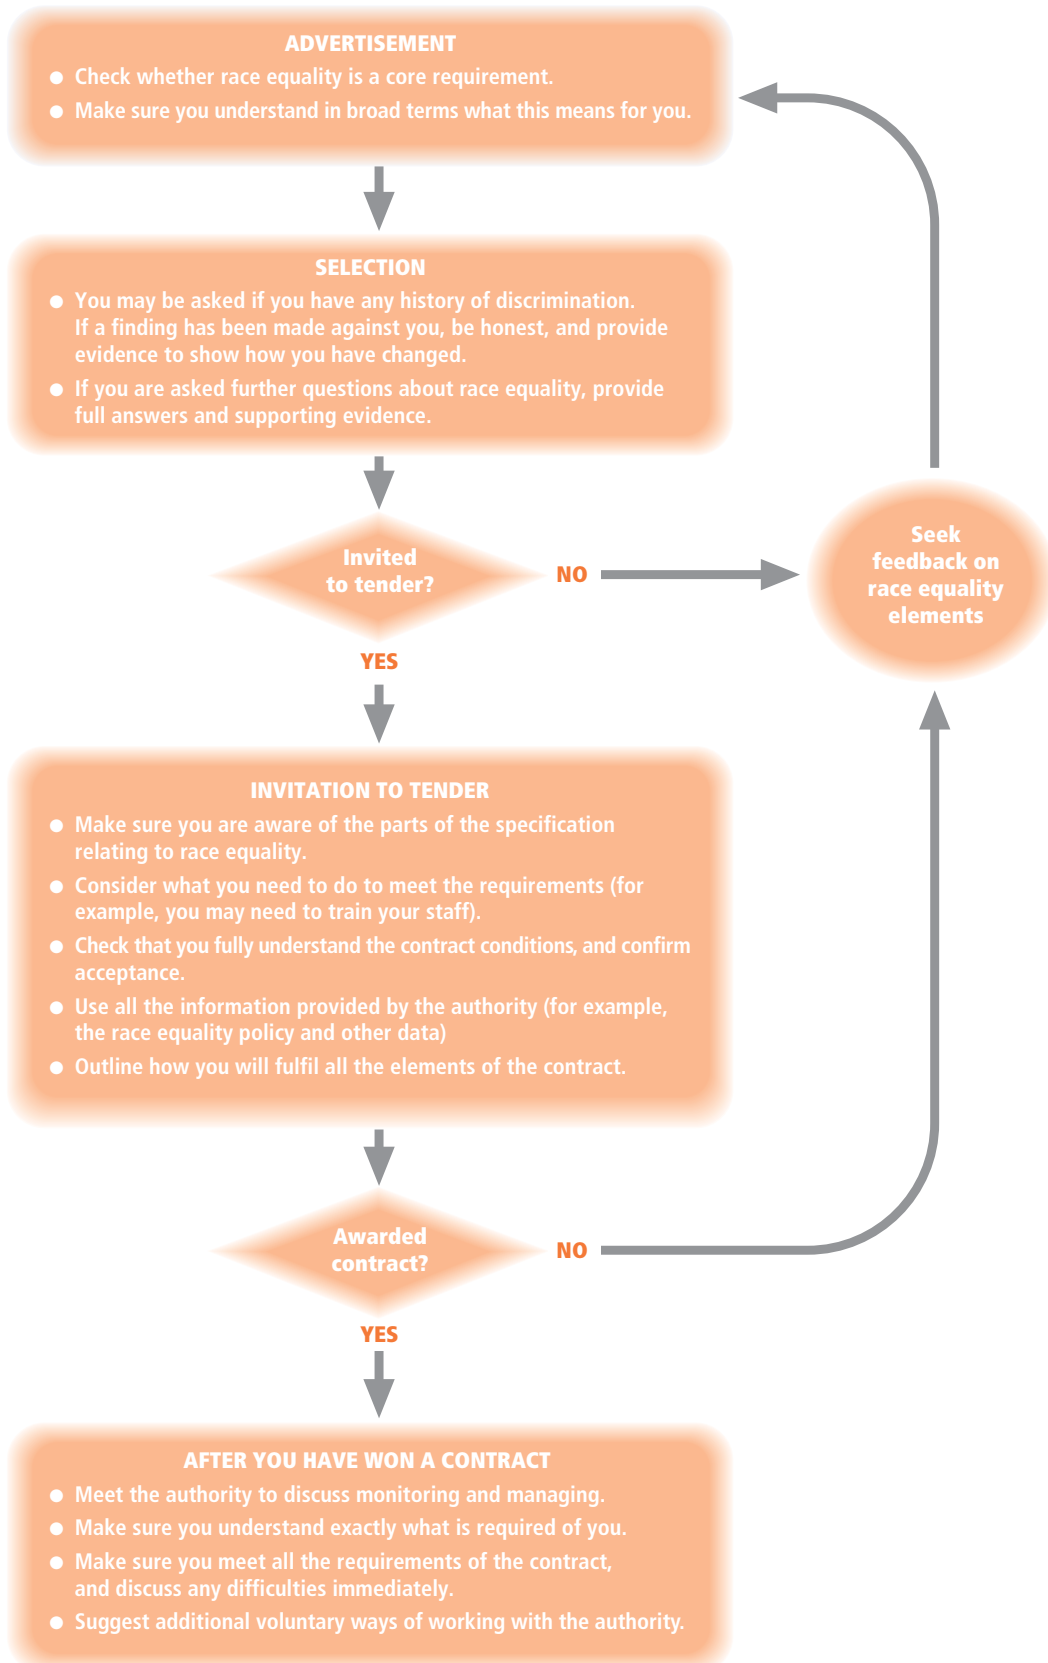 ADVERTISEMENT
● Check whether race equality is a core requirement.
● Make sure you understand in broad terms what this means for you.
SELECTION
● You may be asked if you have any history of discrimination.
If a finding has been made against you, be honest, and provide
evidence to show how you have changed.
● If you are asked further questions about race equality, provide
full answers and supporting evidence.
Invited
to tender?
NO
Seek
feedback on
race equality
elements
YES
INVITATION TO TENDER
● Make sure you are aware of the parts of the specification
relating to race equality.
● Consider what you need to do to meet the requirements (for
example, you may need to train your staff).
● Check that you fully understand the contract conditions, and confirm
acceptance.
● Use all the information provided by the authority (for example,
the race equality policy and other data)
● Outline how you will fulfil all the elements of the contract.
Awarded
contract?
NO
YES
AFTER YOU HAVE WON A CONTRACT
● Meet the authority to discuss monitoring and managing.
● Make sure you understand exactly what is required of you.
● Make sure you meet all the requirements of the contract,
and discuss any difficulties immediately.
● Suggest additional voluntary ways of working with the authority.